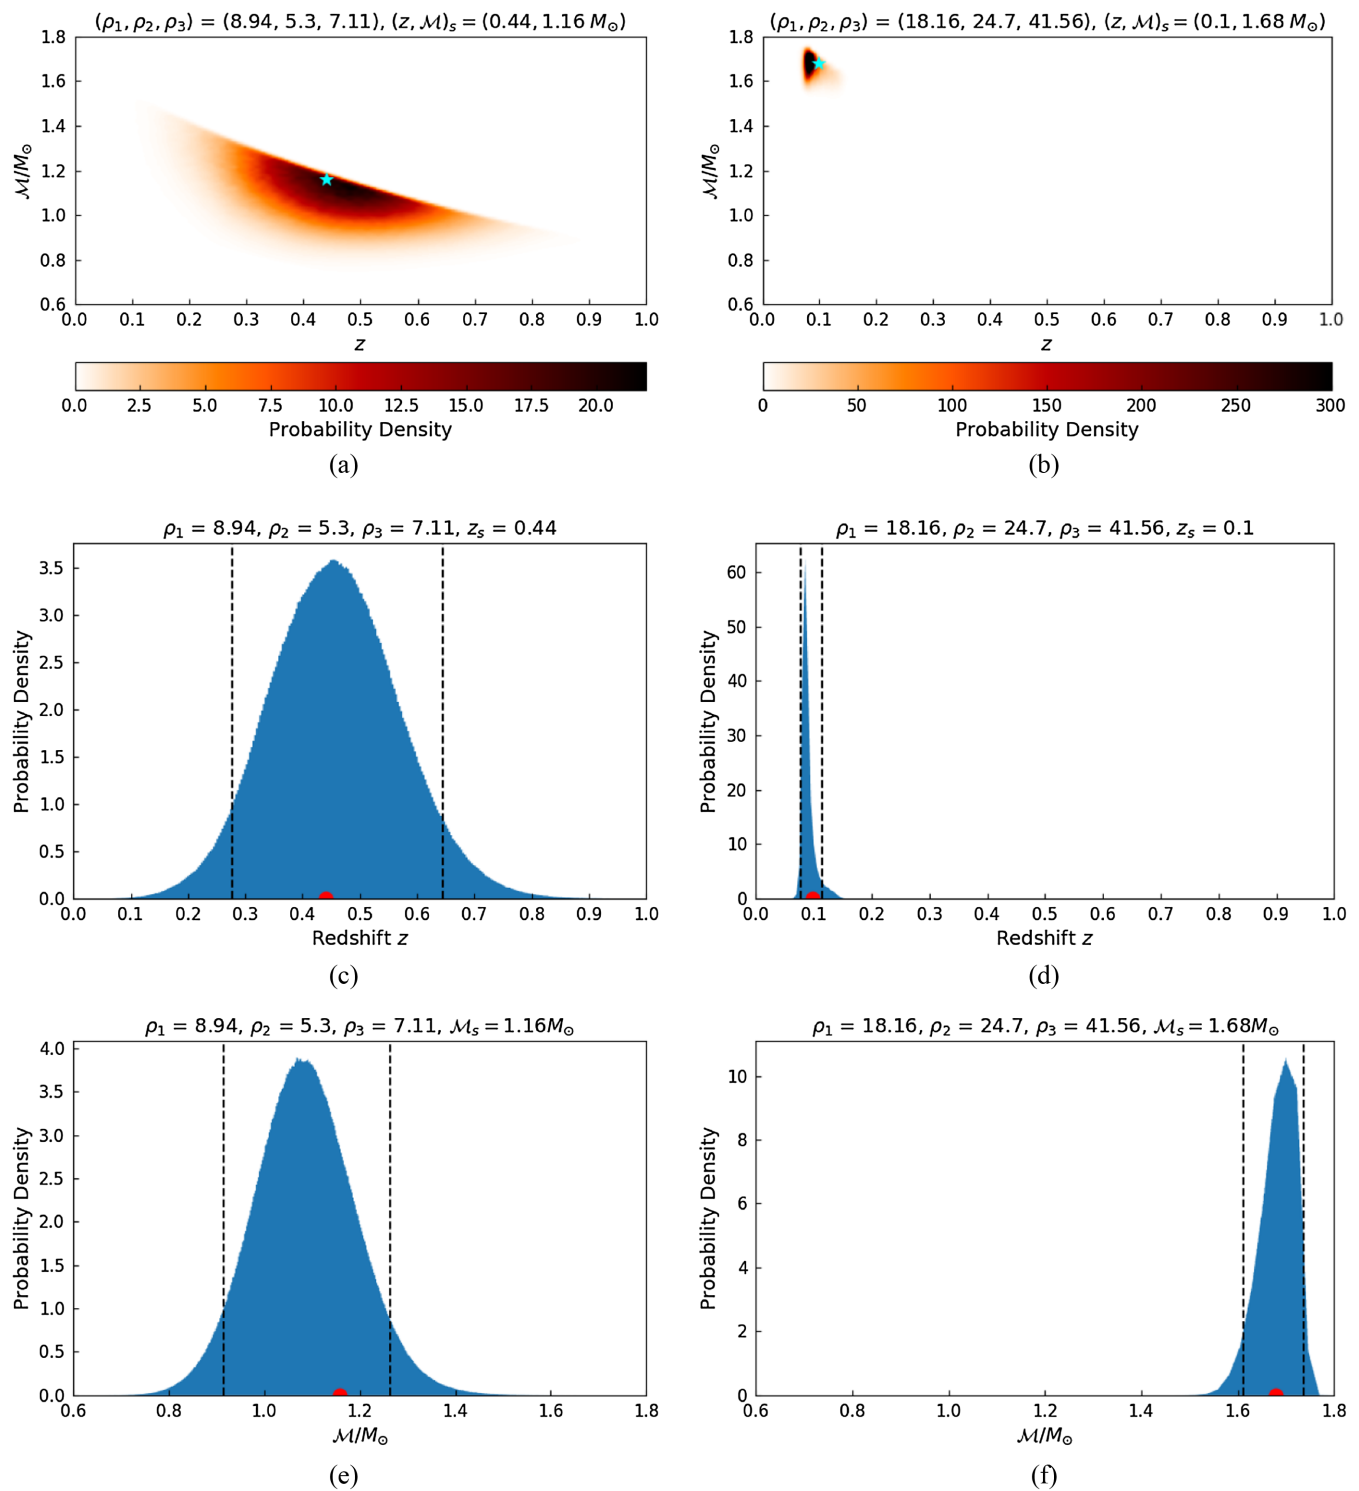 (ρ₁, ρ₂, ρ₃) = (8.94, 5.3, 7.11), (z, ℳ)ₛ = (0.44, 1.16 M⊙)
1.8
1.6
1.4
1.2
1.0
0.8
0.6
ℳ/M⊙
0.0 0.1 0.2 0.3 0.4 0.5 0.6 0.7 0.8 0.9 1.0
z
0.0 2.5 5.0 7.5 10.0 12.5 15.0 17.5 20.0
Probability Density
(a)
(ρ₁, ρ₂, ρ₃) = (18.16, 24.7, 41.56), (z, ℳ)ₛ = (0.1, 1.68 M⊙)
1.8
1.6
1.4
1.2
1.0
0.8
0.6
ℳ/M⊙
0.0 0.1 0.2 0.3 0.4 0.5 0.6 0.7 0.8 0.9 1.0
z
0 50 100 150 200 250 300
Probability Density
(b)
ρ₁ = 8.94, ρ₂ = 5.3, ρ₃ = 7.11, zₛ = 0.44
3.5
3.0
2.5
2.0
1.5
1.0
0.5
0.0
Probability Density
0.0 0.1 0.2 0.3 0.4 0.5 0.6 0.7 0.8 0.9 1.0
Redshift z
(c)
ρ₁ = 18.16, ρ₂ = 24.7, ρ₃ = 41.56, zₛ = 0.1
60
50
40
30
20
10
0
Probability Density
0.0 0.1 0.2 0.3 0.4 0.5 0.6 0.7 0.8 0.9 1.0
Redshift z
(d)
ρ₁ = 8.94, ρ₂ = 5.3, ρ₃ = 7.11, ℳₛ = 1.16M⊙
4.0
3.5
3.0
2.5
2.0
1.5
1.0
0.5
0.0
Probability Density
0.6 0.8 1.0 1.2 1.4 1.6 1.8
ℳ/M⊙
(e)
ρ₁ = 18.16, ρ₂ = 24.7, ρ₃ = 41.56, ℳₛ = 1.68M⊙
10
8
6
4
2
0
Probability Density
0.6 0.8 1.0 1.2 1.4 1.6 1.8
ℳ/M⊙
(f)